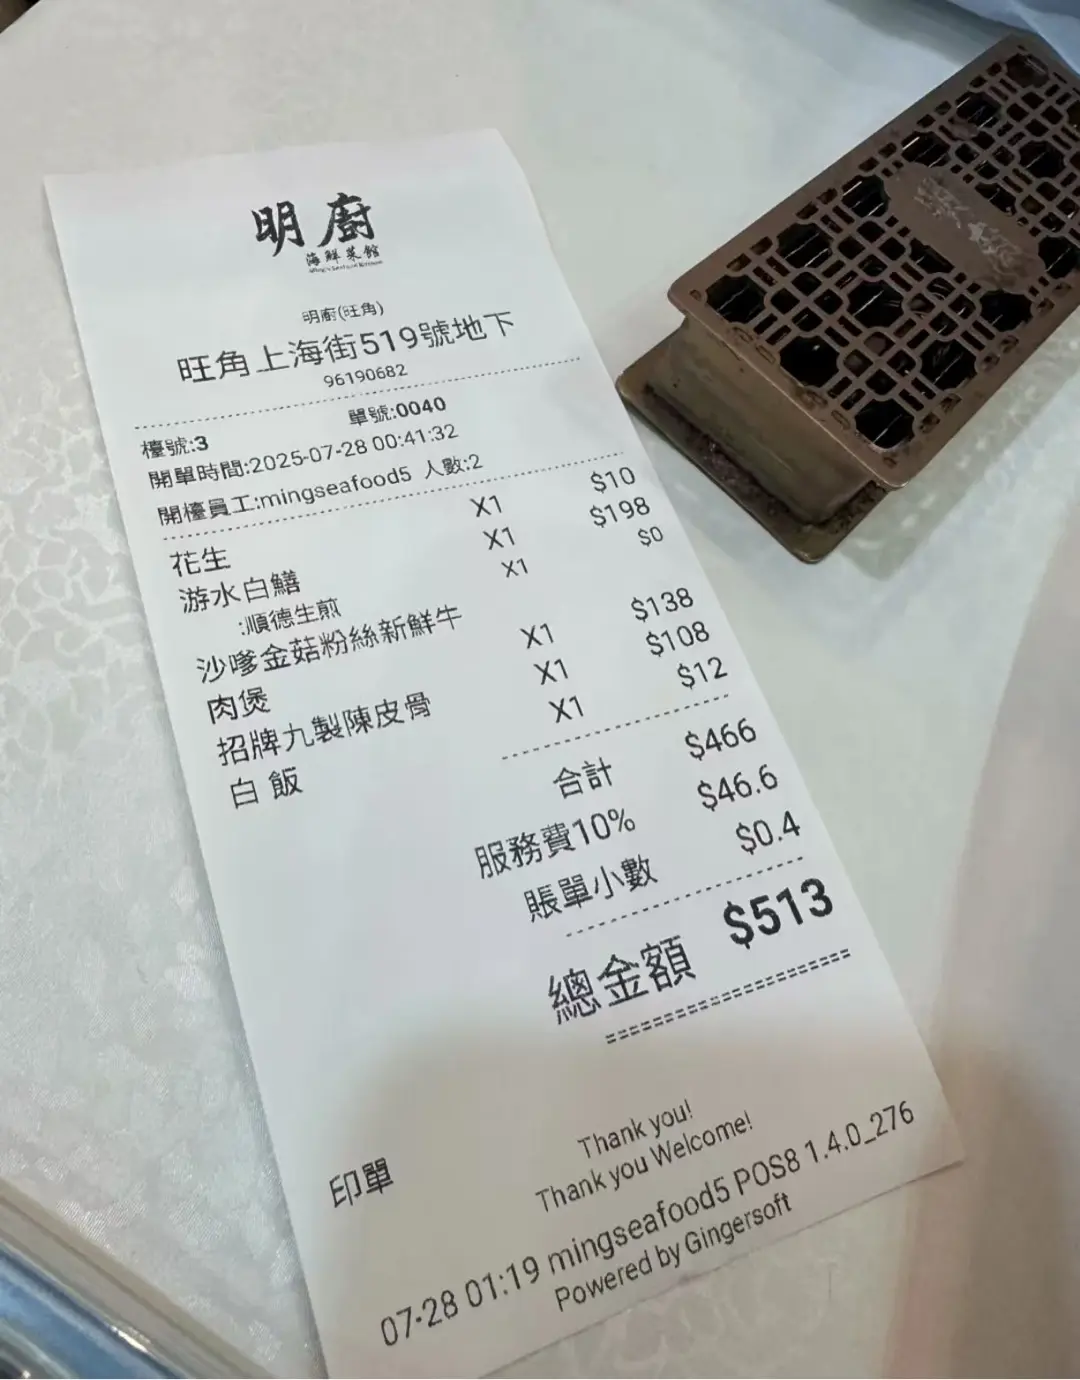 明廚
海鮮菜館
明廚(旺角)
旺角上海街519號地下
96190682
單號:0040
檯號:3
開單時間:2025-07-28 00:41:32
開檯員工:mingseafood5 人數:2
花生 X1 $10
游水白鱔 X1 $198
:順德生煎 X1 $0
沙嗲金菇粉絲新鮮牛
肉煲 X1 $138
招牌九製陳皮骨 X1 $108
白飯 X1 $12
合計 $466
服務費10% $46.6
賬單小數 $0.4
總金額 $513
Thank you!
Thank you Welcome!
印單
07-28 01:19 mingseafood5 POS8 1.4.0_276
Powered by Gingersoft